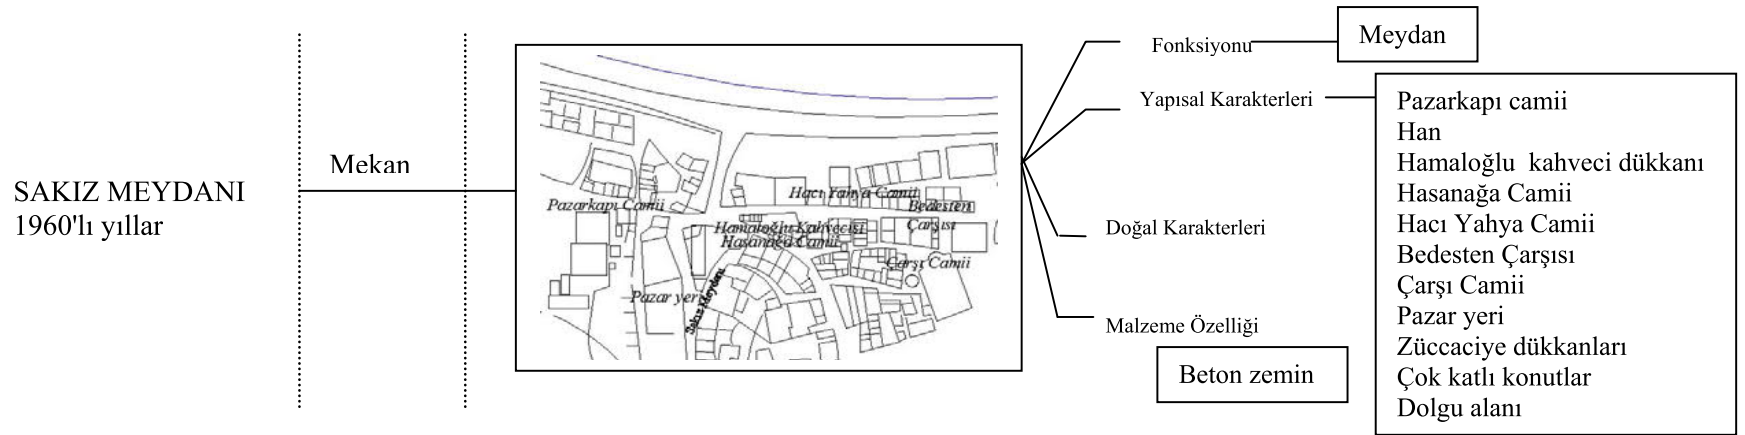 SAKIZ MEYDANI
1960'lı yıllar
Mekan
Pazarkapı Camii
Hacı Yahya Camii
Bedesten
Çarşısı
Hamaloğlu Kahvecisi
Hasanağa Camii
Çarşı Camii
Pazar yeri
Sakız Meydanı
Fonksiyonu
Meydan
Yapısal Karakterleri
Pazarkapı camii
Han
Hamaloğlu kahveci dükkanı
Hasanağa Camii
Hacı Yahya Camii
Bedesten Çarşısı
Çarşı Camii
Pazar yeri
Züccaciye dükkanları
Çok katlı konutlar
Dolgu alanı
Doğal Karakterleri
Malzeme Özelliği
Beton zemin